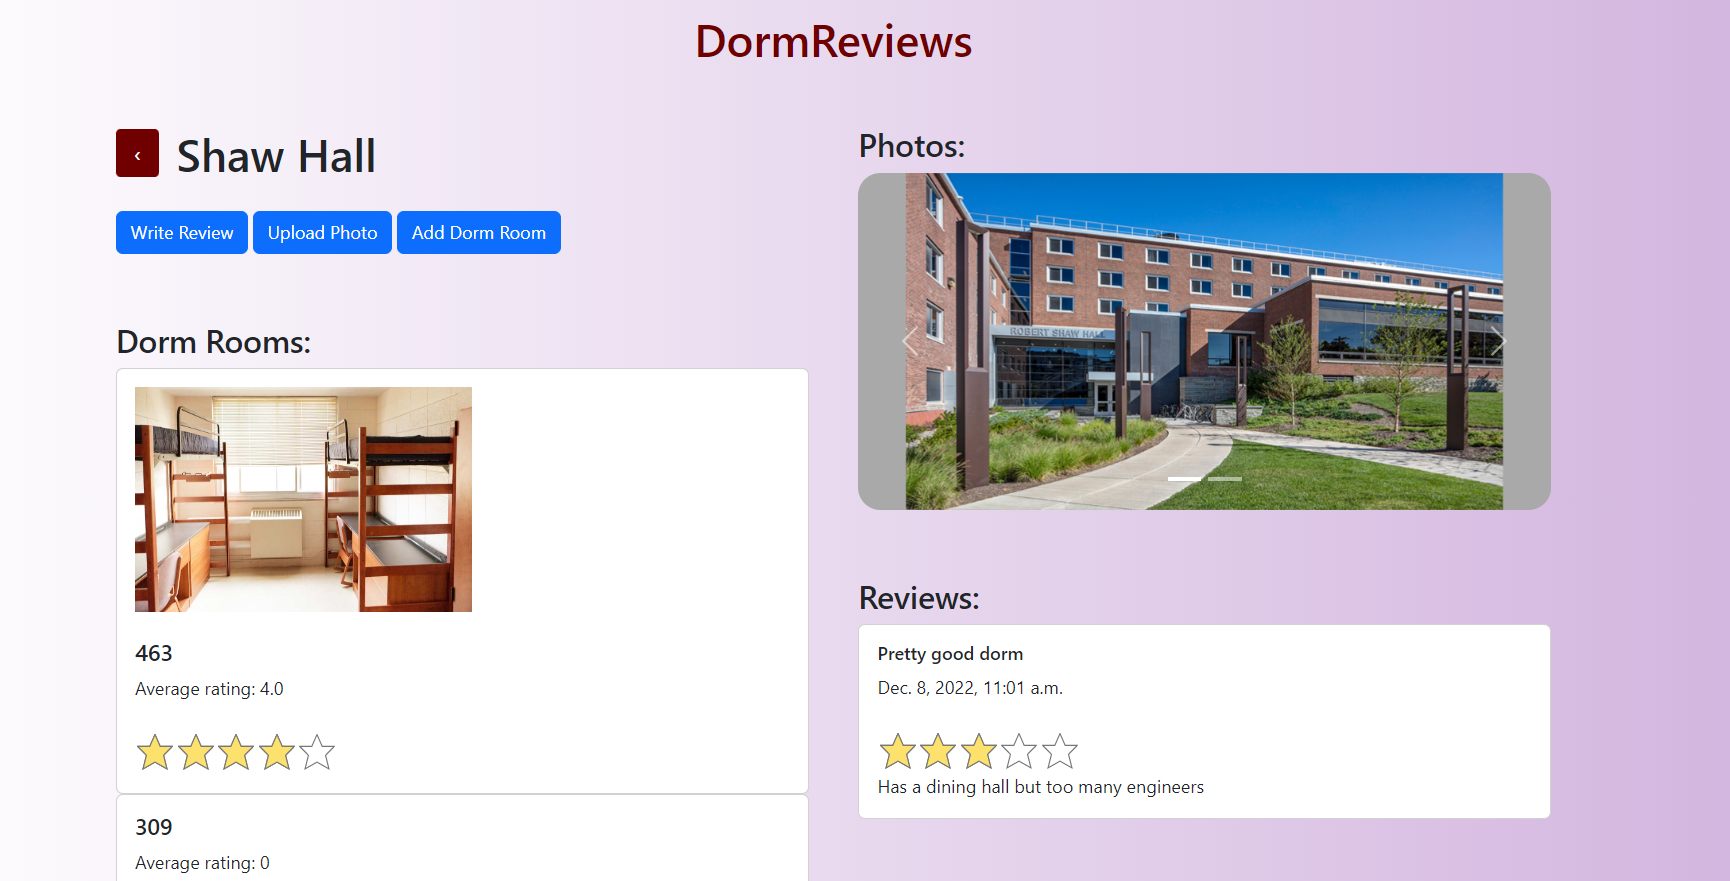 DormReviews
‹ Shaw Hall
Write Review Upload Photo Add Dorm Room
Dorm Rooms:
463
Average rating: 4.0
309
Average rating: 0
Photos:
ROBERT SHAW HALL
Reviews:
Pretty good dorm
Dec. 8, 2022, 11:01 a.m.
Has a dining hall but too many engineers